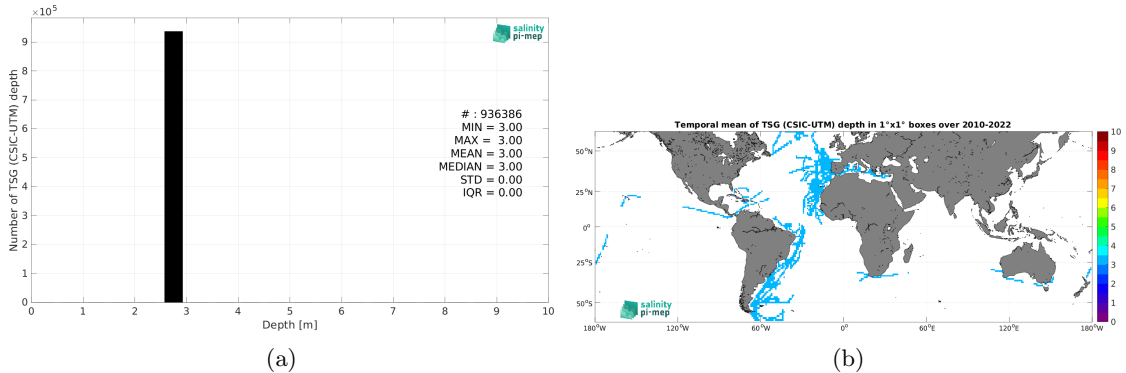 ×10⁵
9
8
7
6
5
4
3
2
1
0
Number of TSG (CSIC-UTM) depth
salinity
pi-mep
# : 936386
MIN = 3.00
MAX = 3.00
MEAN = 3.00
MEDIAN = 3.00
STD = 0.00
IQR = 0.00
0 1 2 3 4 5 6 7 8 9 10
Depth [m]
(a)
Temporal mean of TSG (CSIC-UTM) depth in 1°x1° boxes over 2010-2022
50°N
25°N
0°
25°S
50°S
salinity
pi-mep
180°W 120°W 60°W 0° 60°E 120°E 180°W
10
9
8
7
6
5
4
3
2
1
0
(b)